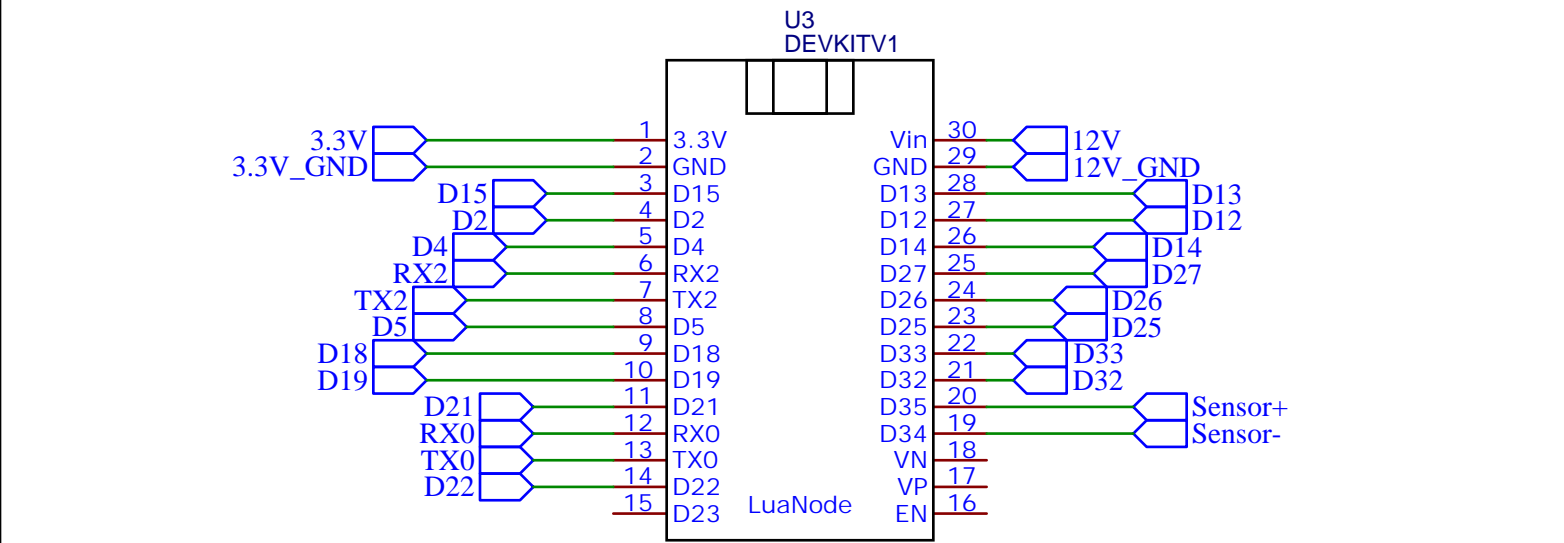 U3
DEVKITV1
3.3V 1 3.3V Vin 30 12V
3.3V_GND 2 GND GND 29 12V_GND
D15 3 D15 D13 28 D13
D2 4 D2 D12 27 D12
D4 5 D4 D14 26 D14
RX2 6 RX2 D27 25 D27
TX2 7 TX2 D26 24 D26
D5 8 D5 D25 23 D25
D18 9 D18 D33 22 D33
D19 10 D19 D32 21 D32
D21 11 D21 D35 20 Sensor+
RX0 12 RX0 D34 19 Sensor-
TX0 13 TX0 VN 18
D22 14 D22 VP 17
15 D23 LuaNode EN 16